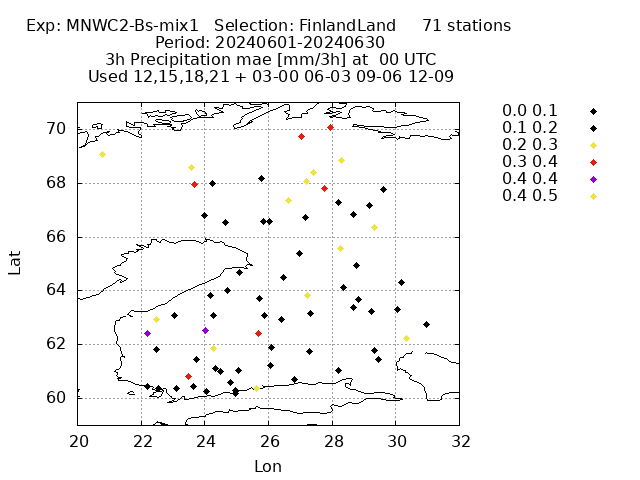 Exp: MNWC2-Bs-mix1   Selection: FinlandLand     71 stations
Period: 20240601-20240630
3h Precipitation mae [mm/3h] at  00 UTC
Used 12,15,18,21 + 03-00 06-03 09-06 12-09
0.0 0.1
0.1 0.2
0.2 0.3
0.3 0.4
0.4 0.4
0.4 0.5
70
68
66
64
62
60
Lat
20 22 24 26 28 30 32
Lon